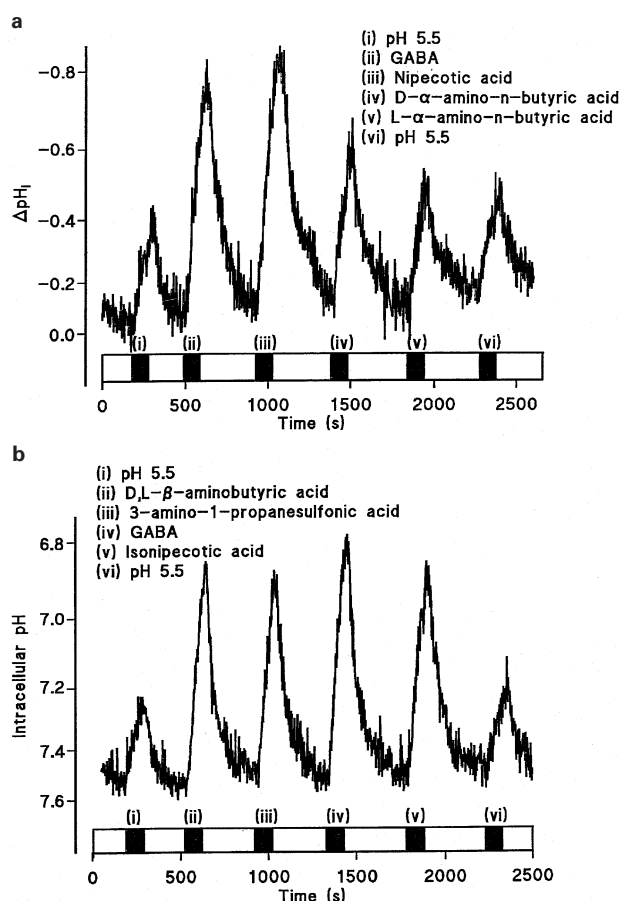 a
(i) pH 5.5
(ii) GABA
(iii) Nipecotic acid
(iv) D-α-amino-n-butyric acid
(v) L-α-amino-n-butyric acid
(vi) pH 5.5
-0.8
-0.6
-0.4
-0.2
0.0
ΔpHi
(i) (ii) (iii) (iv) (v) (vi)
0 500 1000 1500 2000 2500
Time (s)
b
(i) pH 5.5
(ii) D,L-β-aminobutyric acid
(iii) 3-amino-1-propanesulfonic acid
(iv) GABA
(v) Isonipecotic acid
(vi) pH 5.5
6.8
7.0
7.2
7.4
7.6
Intracellular pH
(i) (ii) (iii) (iv) (v) (vi)
0 500 1000 1500 2000 2500
Time (s)